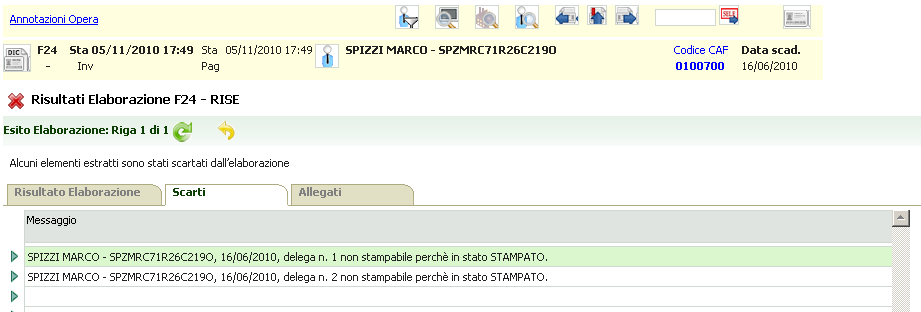 Annotazioni Opera
SELE
DIC
F24 Sta 05/11/2010 17:49 Sta 05/11/2010 17:49 SPIZZI MARCO - SPZMRC71R26C219O Codice CAF Data scad.
- Inv Pag 0100700 16/06/2010
Risultati Elaborazione F24 - RISE
Esito Elaborazione: Riga 1 di 1
Alcuni elementi estratti sono stati scartati dall'elaborazione
Risultato Elaborazione Scarti Allegati
Messaggio
SPIZZI MARCO - SPZMRC71R26C219O, 16/06/2010, delega n. 1 non stampabile perchè in stato STAMPATO.
SPIZZI MARCO - SPZMRC71R26C219O, 16/06/2010, delega n. 2 non stampabile perchè in stato STAMPATO.